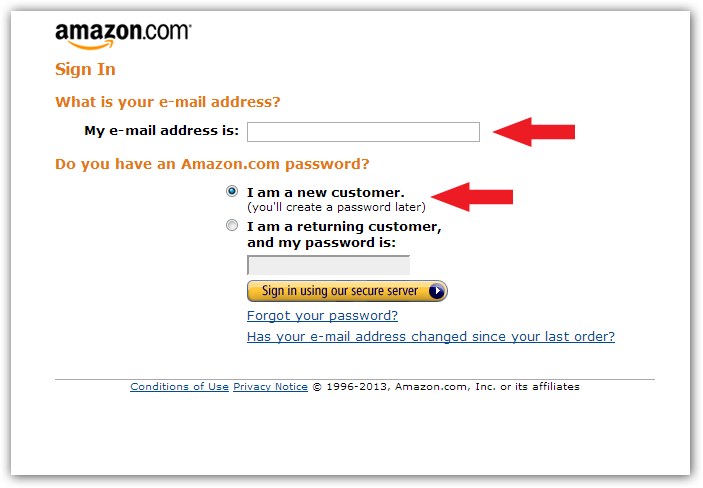 amazon.com
Sign In
What is your e-mail address?
My e-mail address is:
Do you have an Amazon.com password?
I am a new customer.
(you'll create a password later)
I am a returning customer,
and my password is:
Sign in using our secure server
Forgot your password?
Has your e-mail address changed since your last order?
Conditions of Use Privacy Notice © 1996-2013, Amazon.com, Inc. or its affiliates